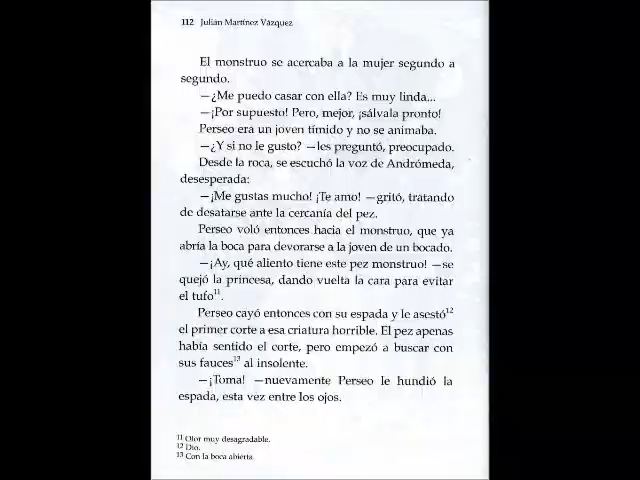 112 Julián Martínez Vázquez
El monstruo se acercaba a la mujer segundo a
segundo.
—¿Me puedo casar con ella? Es muy linda...
—¡Por supuesto! Pero, mejor, ¡sálvala pronto!
Perseo era un joven tímido y no se animaba.
—¿Y si no le gusto? —les preguntó, preocupado.
Desde la roca, se escuchó la voz de Andrómeda,
desesperada:
—¡Me gustas mucho! ¡Te amo! —gritó, tratando
de desatarse ante la cercanía del pez.
Perseo voló entonces hacia el monstruo, que ya
abría la boca para devorarse a la joven de un bocado.
—¡Ay, qué aliento tiene este pez monstruo! —se
quejó la princesa, dando vuelta la cara para evitar
el tufo¹¹.
Perseo cayó entonces con su espada y le asestó¹²
el primer corte a esa criatura horrible. El pez apenas
había sentido el corte, pero empezó a buscar con
sus fauces¹³ al insolente.
—¡Toma! —nuevamente Perseo le hundió la
espada, esta vez entre los ojos.
¹¹ Olor muy desagradable.
¹² Dio.
¹³ Con la boca abierta.